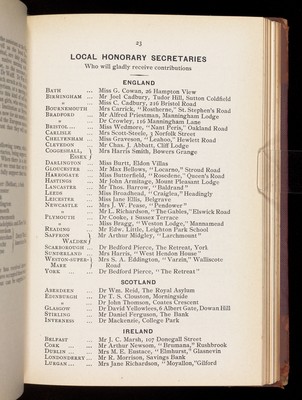 23
LOCAL HONORARY SECRETARIES
Who will gladly receive contributions
ENGLAND
BATH ... Miss G. Cowan, 26 Hampton View
BIRMINGHAM ... Mr Joel Cadbury, Tudor Hill, Sutton Coldfield
" ... Miss C. Cadbury, 216 Bristol Road
BOURNEMOUTH Mrs Carrick, "Rosthorne," St. Stephen's Road
BRADFORD ... Mr Alfred Priestman, Manningham Lodge
" ... Dr Crowley, 116 Manningham Lane
BRISTOL ... Miss Wedmore, "Nant Feris," Oakland Road
CARLISLE ... Mrs Scott-Steele, 3 Norfolk Street
CHELTENHAM Miss Graveson, "Leahoe," Hewlett Road
CLEVEDON ... Mr Chas. J. Abbatt, Cliff Lodge
COGGESHALL, ESSEX } Mrs Harris Smith, Bowers Grange
DARLINGTON ... Miss Burtt, Eldon Villas
GLOUCESTER ... Mr Max Bellows, "Locarno," Stroud Road
HARROGATE ... Miss Butterfield, "Rosedene," Queen's Road
HASTINGS ... Mr John Armitage, Mount Pleasant Lodge
LANCASTER ... Mr Thos. Barrow, "Baldrand"
LEEDS ... Miss Broadhead, "Craiglea," Headingly
LEICESTER ... Miss Jane Ellis, Belgrave
NEWCASTLE ... Mrs J. W. Pease, "Pendower"
" ... Mr L. Richardson, "The Gables," Elswick Road
PLYMOUTH ... Dr Cooke, 1 Sussex Terrace
" ... Miss Bragg, "Weston Lodge," Mannamead
READING ... Mr Edw. Little, Leighton Park School
SAFFRON WALDEN } Mr Arthur Midgley, "Larchmount"
SCARBOROUGH ... Dr Bedford Pierce, The Retreat, York
SUNDERLAND ... Mrs Harris, "West Hendon House"
WESTON-SUPER-MARE } Mrs S. A. Eddington, "Varzin," Walliscote Road
YORK ... Dr Bedford Pierce, "The Retreat"
SCOTLAND
ABERDEEN ... Dr Wm. Reid, The Royal Asylum
EDINBURGH ... Dr T. S. Clouston, Morningside
" ... Dr John Thomson, Coates Crescent
GLASGOW ... Dr David Yellowlees, 6 Albert Gate, Dowan Hill
STIRLING ... Mr Daniel Ferguson, The Bank
INVERNESS ... Dr Mackenzie, College Park
IRELAND
BELFAST ... Mr J. C. Marsh, 107 Donegall Street
CORK ... Mr Arthur Newsom, "Bramana," Rushbrook
DUBLIN ... Mrs M. E. Eustace, "Elmhurst," Glasnevin
LONDONDERRY ... Mr R. Morrison, Savings Bank
LURGAN ... Mrs Jane Richardson, "Moyallon," Gilford